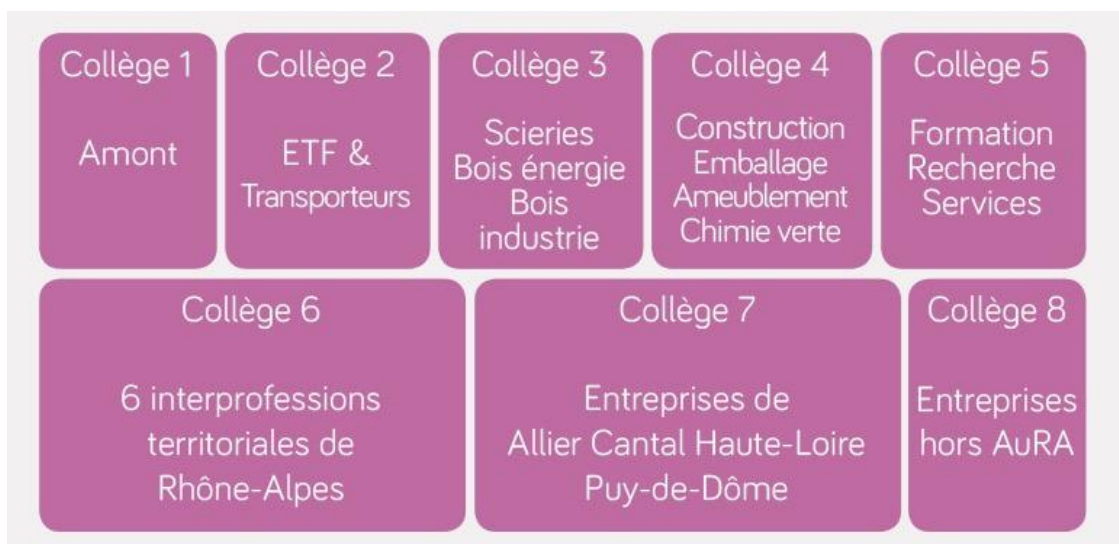 Collège 1
Amont
Collège 2
ETF &
Transporteurs
Collège 3
Scieries
Bois énergie
Bois
industrie
Collège 4
Construction
Emballage
Ameublement
Chimie verte
Collège 5
Formation
Recherche
Services
Collège 6
6 interprofessions
territoriales de
Rhône-Alpes
Collège 7
Entreprises de
Allier Cantal Haute-Loire
Puy-de-Dôme
Collège 8
Entreprises
hors AuRA